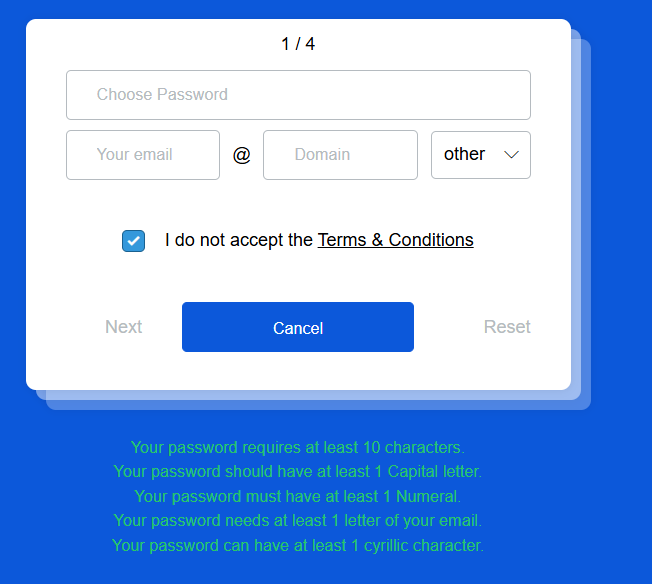 1 / 4
Choose Password
Your email @ Domain other
I do not accept the Terms & Conditions
Next Cancel Reset
Your password requires at least 10 characters.
Your password should have at least 1 Capital letter.
Your password must have at least 1 Numeral.
Your password needs at least 1 letter of your email.
Your password can have at least 1 cyrillic character.